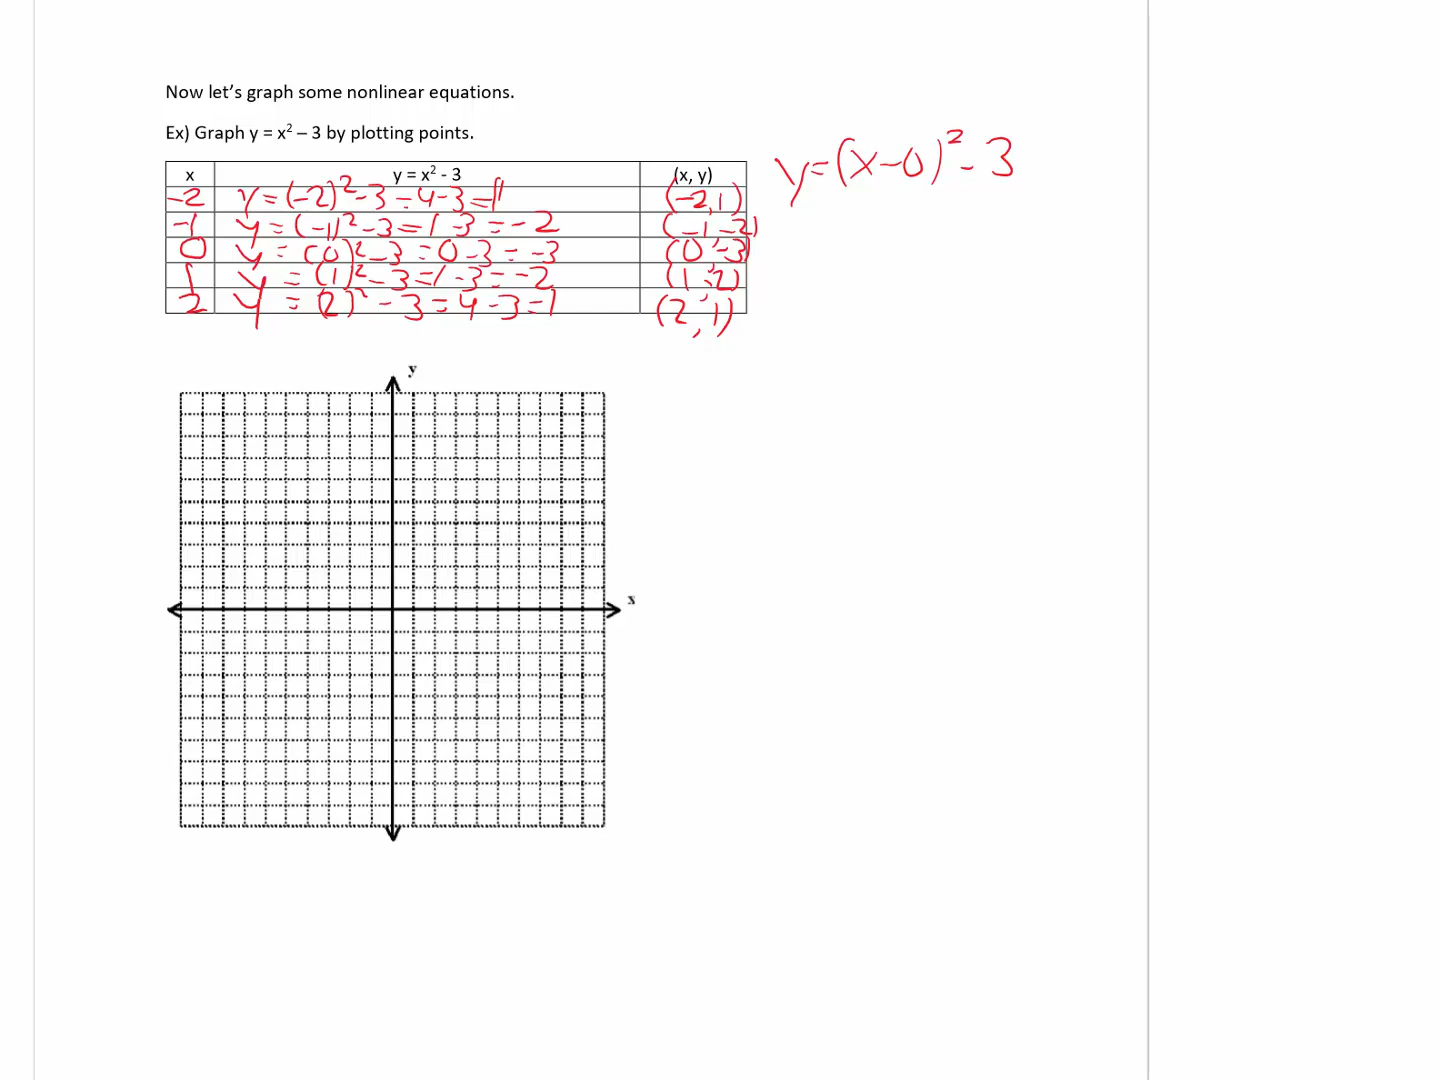 Now let’s graph some nonlinear equations.
Ex) Graph y = x² – 3 by plotting points.
y=(x-0)²-3
x y = x² - 3 (x, y)
-2 y=(-2)²-3=4-3=1 (-2,1)
-1 y=(-1)²-3=1-3=-2 (-1,-2)
0 y=(0)²-3=0-3=-3 (0,-3)
1 y=(1)²-3=1-3=-2 (1,-2)
2 y=(2)²-3=4-3=1 (2,1)
y
x